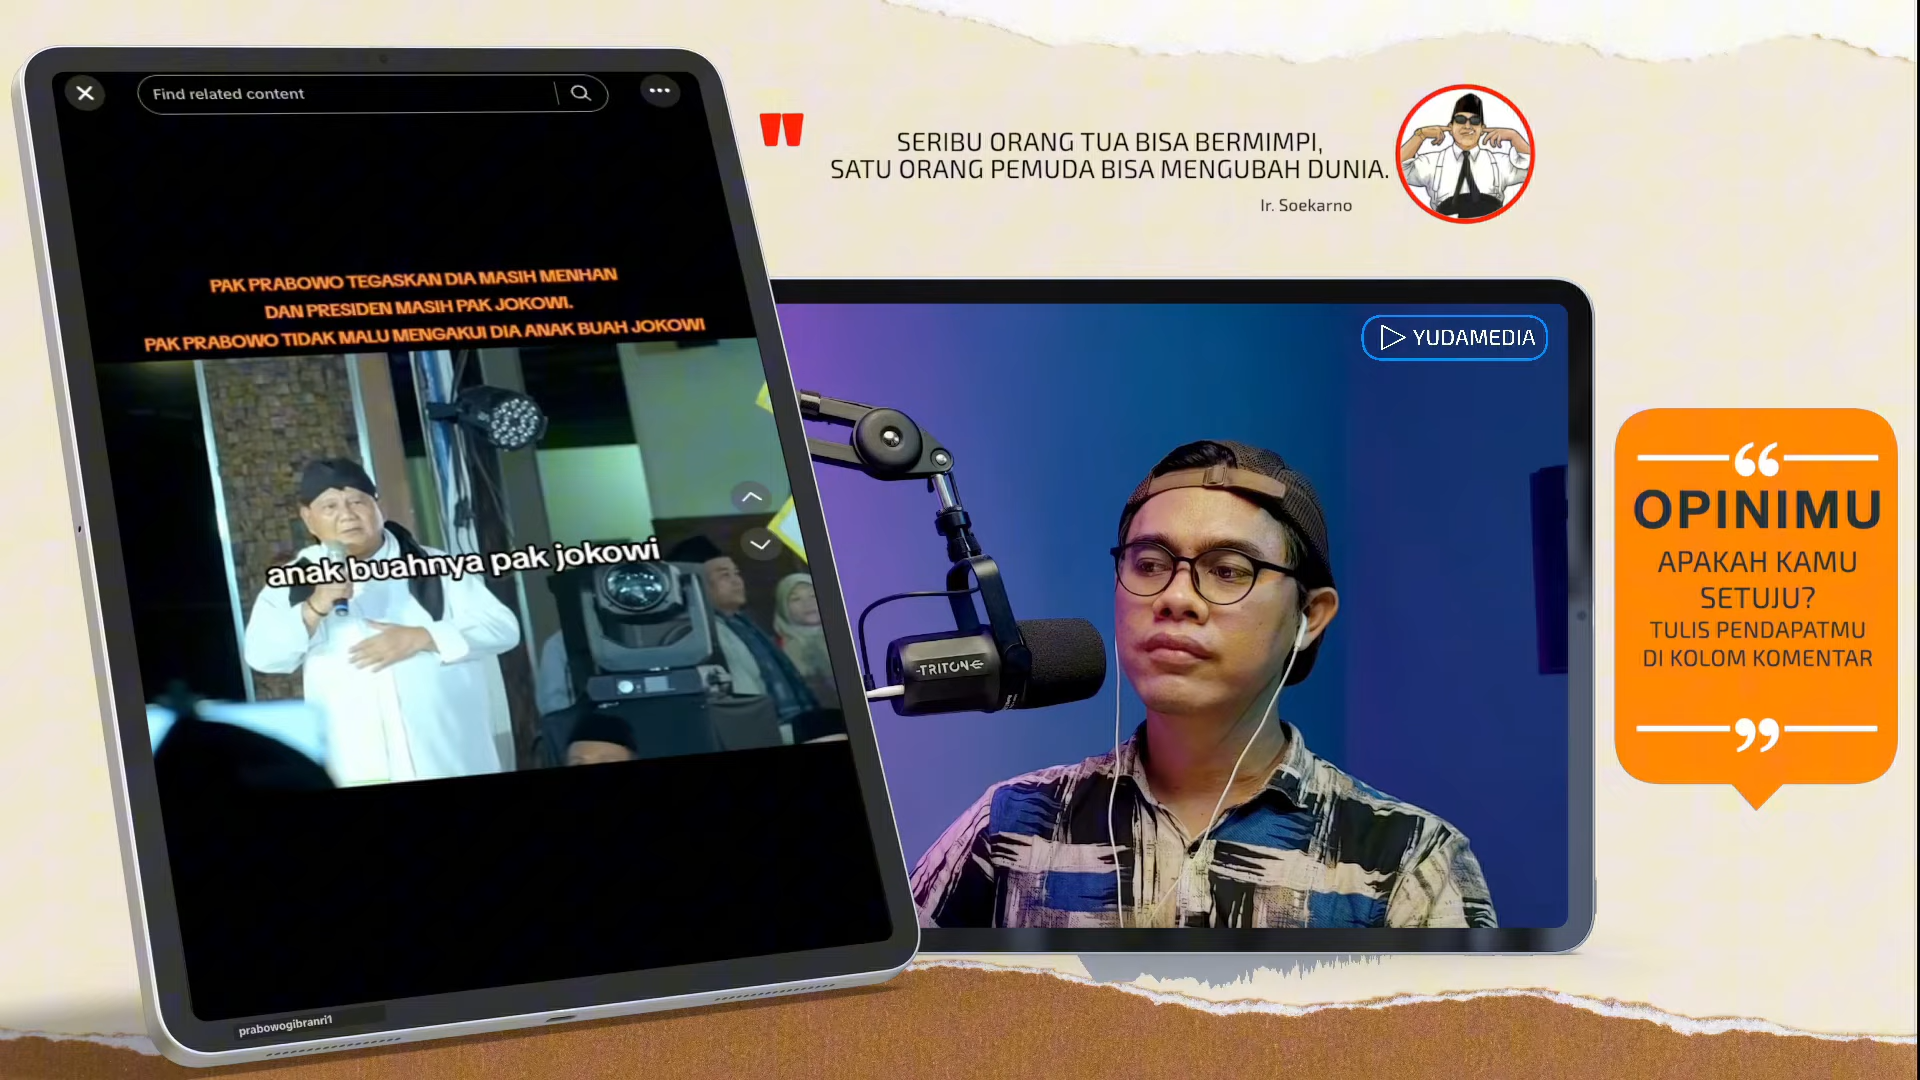 Find related content
PAK PRABOWO TEGASKAN DIA MASIH MENHAN
DAN PRESIDEN MASIH PAK JOKOWI.
PAK PRABOWO TIDAK MALU MENGAKUI DIA ANAK BUAH JOKOWI
anak buahnya pak jokowi
prabowogibranri1
SERIBU ORANG TUA BISA BERMIMPI,
SATU ORANG PEMUDA BISA MENGUBAH DUNIA.
Ir. Soekarno
YUDAMEDIA
TRITON
OPINIMU
APAKAH KAMU
SETUJU?
TULIS PENDAPATMU
DI KOLOM KOMENTAR